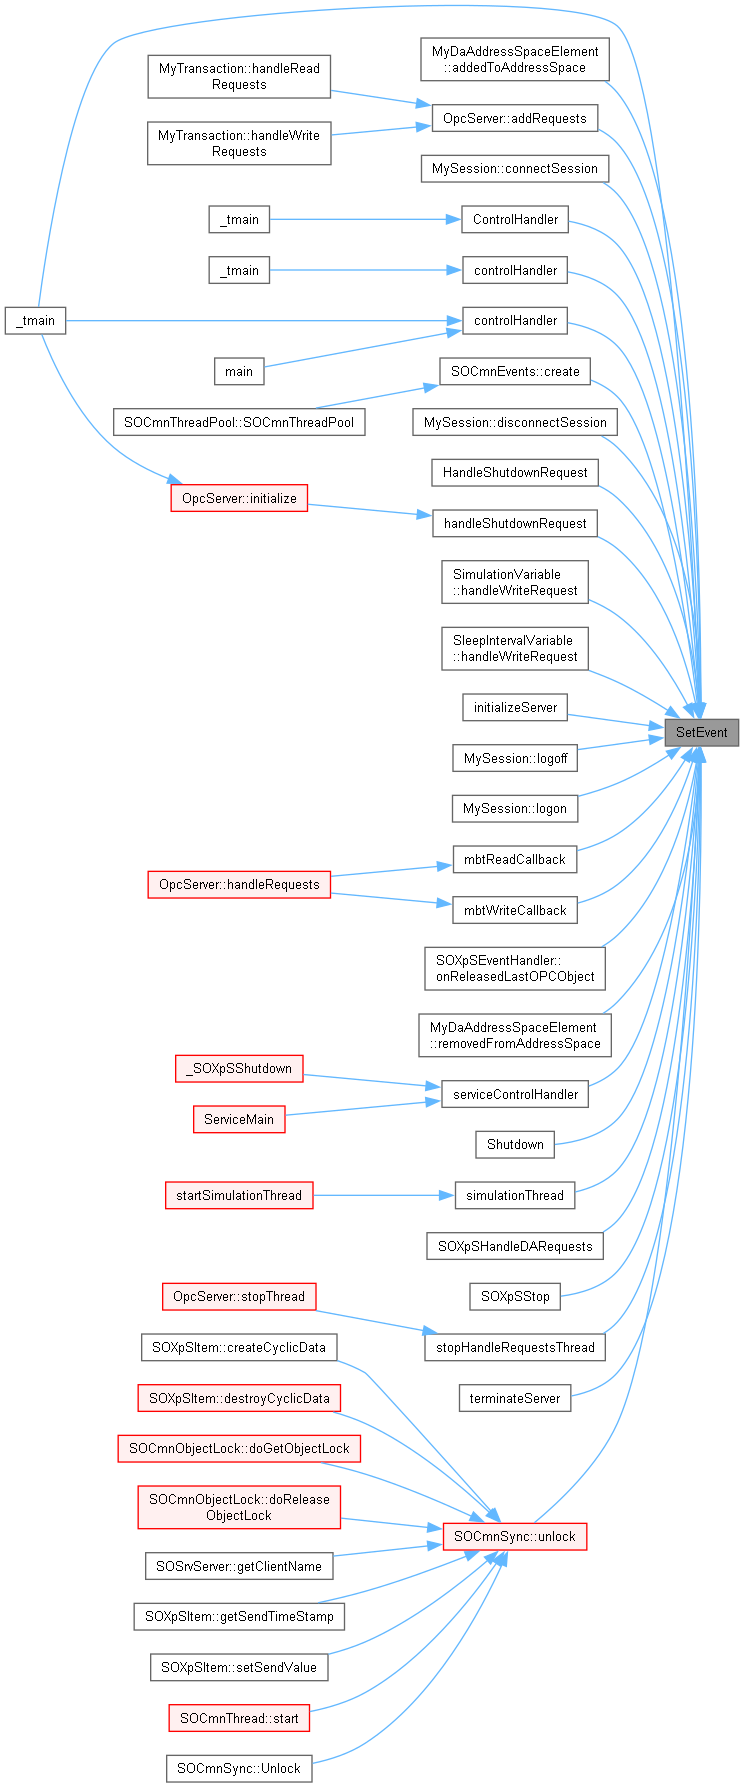 MyDaAddressSpaceElement
::addedToAddressSpace
MyTransaction::handleRead
Requests
OpcServer::addRequests
MyTransaction::handleWrite
Requests
MySession::connectSession
_tmain
ControlHandler
_tmain
controlHandler
_tmain
controlHandler
main
SOCmnEvents::create
SOCmnThreadPool::SOCmnThreadPool
MySession::disconnectSession
HandleShutdownRequest
OpcServer::initialize
handleShutdownRequest
SimulationVariable
::handleWriteRequest
SleepIntervalVariable
::handleWriteRequest
initializeServer
SetEvent
MySession::logoff
MySession::logon
mbtReadCallback
OpcServer::handleRequests
mbtWriteCallback
SOXpSEventHandler::
onReleasedLastOPCObject
MyDaAddressSpaceElement
::removedFromAddressSpace
_SOXpSShutdown
serviceControlHandler
ServiceMain
Shutdown
startSimulationThread
simulationThread
SOXpSHandleDARequests
OpcServer::stopThread
SOXpSStop
SOXpSItem::createCyclicData
stopHandleRequestsThread
SOXpSItem::destroyCyclicData
terminateServer
SOCmnObjectLock::doGetObjectLock
SOCmnObjectLock::doRelease
ObjectLock
SOCmnSync::unlock
SOSrvServer::getClientName
SOXpSItem::getSendTimeStamp
SOXpSItem::setSendValue
SOCmnThread::start
SOCmnSync::Unlock